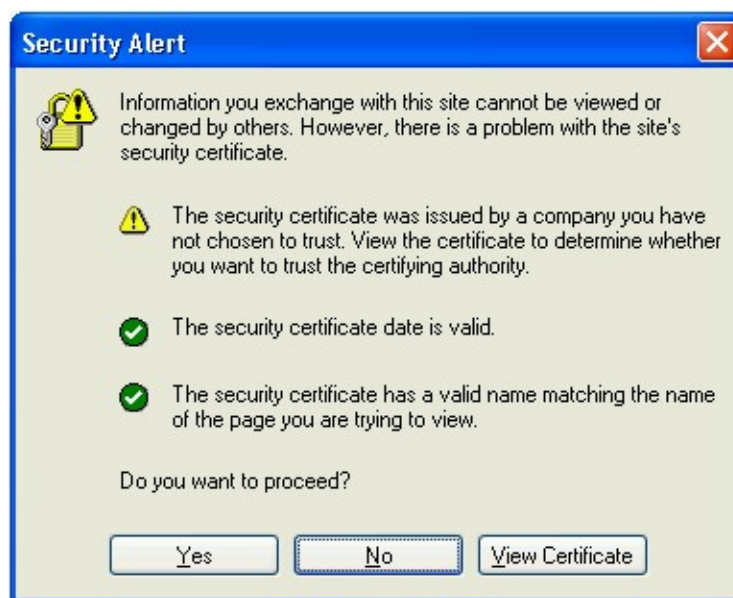 Security Alert
Information you exchange with this site cannot be viewed or
changed by others. However, there is a problem with the site's
security certificate.
The security certificate was issued by a company you have
not chosen to trust. View the certificate to determine whether
you want to trust the certifying authority.
The security certificate date is valid.
The security certificate has a valid name matching the name
of the page you are trying to view.
Do you want to proceed?
Yes No View Certificate